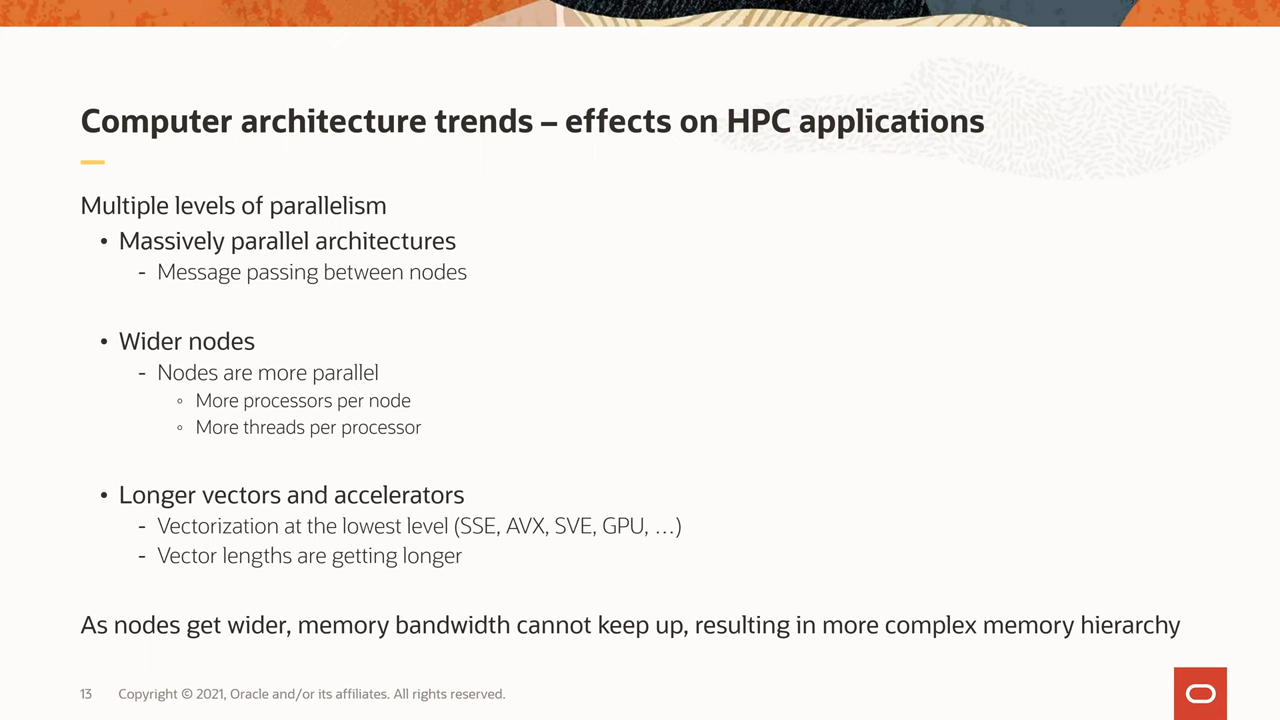 Computer architecture trends – effects on HPC applications
Multiple levels of parallelism
• Massively parallel architectures
- Message passing between nodes
• Wider nodes
- Nodes are more parallel
◦ More processors per node
◦ More threads per processor
• Longer vectors and accelerators
- Vectorization at the lowest level (SSE, AVX, SVE, GPU, …)
- Vector lengths are getting longer
As nodes get wider, memory bandwidth cannot keep up, resulting in more complex memory hierarchy
13 Copyright © 2021, Oracle and/or its affiliates. All rights reserved.